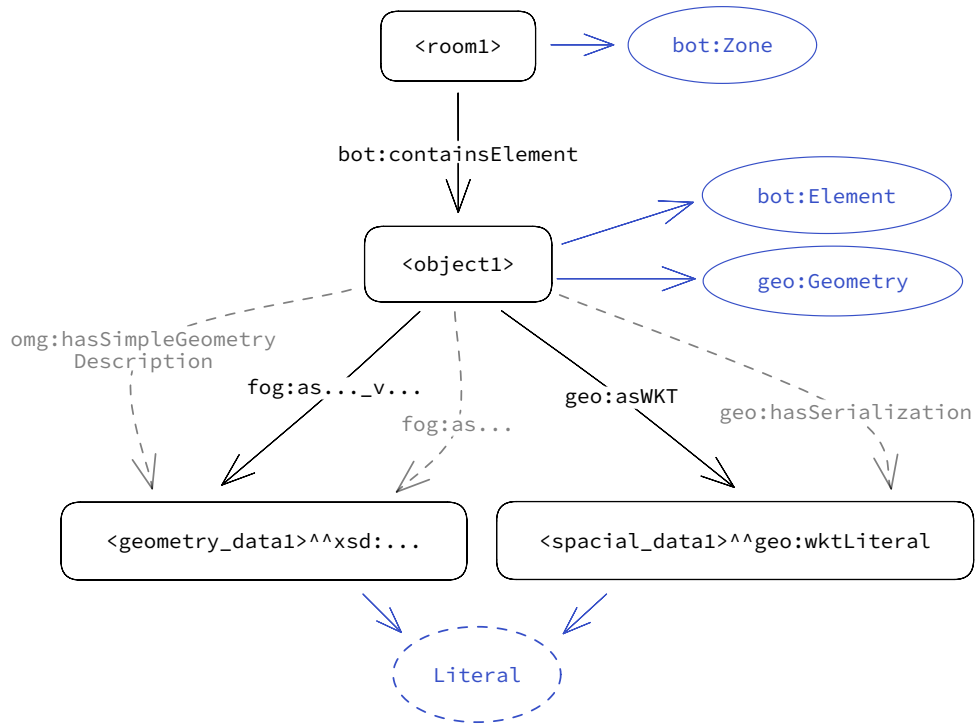 <room1>
bot:Zone
bot:containsElement
bot:Element
<object1>
geo:Geometry
omg:hasSimpleGeometry
Description
fog:as..._v...
geo:asWKT
geo:hasSerialization
fog:as...
<geometry_data1>^^xsd:...
<spacial_data1>^^geo:wktLiteral
Literal